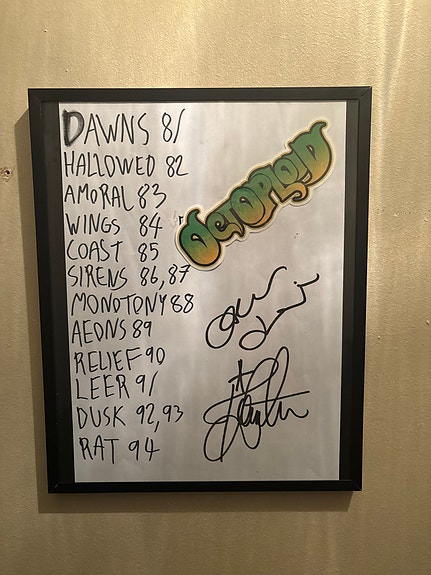 DAWNS 81
HALLOWED 82
AMORAL 83
WINGS 84
COAST 85
SIRENS 86,87
MONOTONY 88
AEONS 89
RELIEF 90
LEER 91
DUSK 92,93
RAT 94
OCTOPLOID